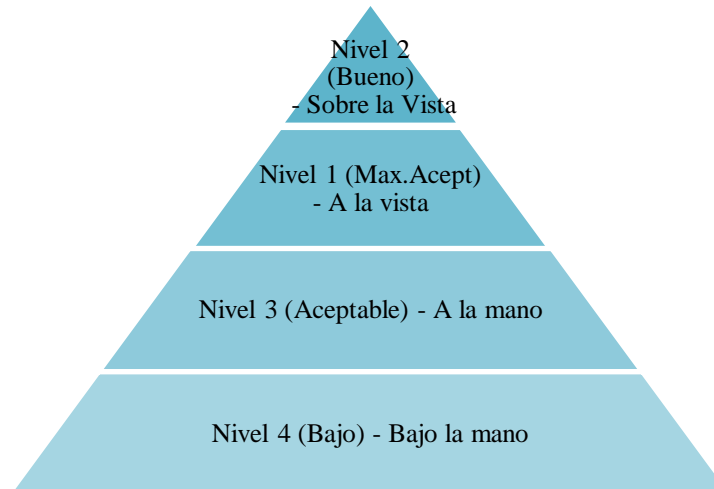 Nivel 2
(Bueno)
- Sobre la Vista
Nivel 1 (Max.Acept)
- A la vista
Nivel 3 (Aceptable) - A la mano
Nivel 4 (Bajo) - Bajo la mano